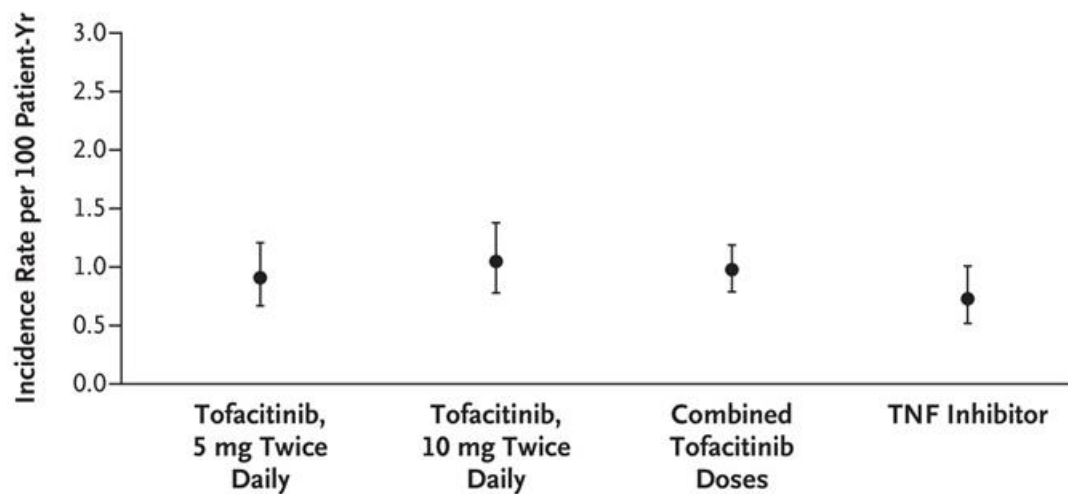 Incidence Rate per 100 Patient-Yr
3.0
2.5
2.0
1.5
1.0
0.5
0.0
Tofacitinib,
5 mg Twice
Daily
Tofacitinib,
10 mg Twice
Daily
Combined
Tofacitinib
Doses
TNF Inhibitor